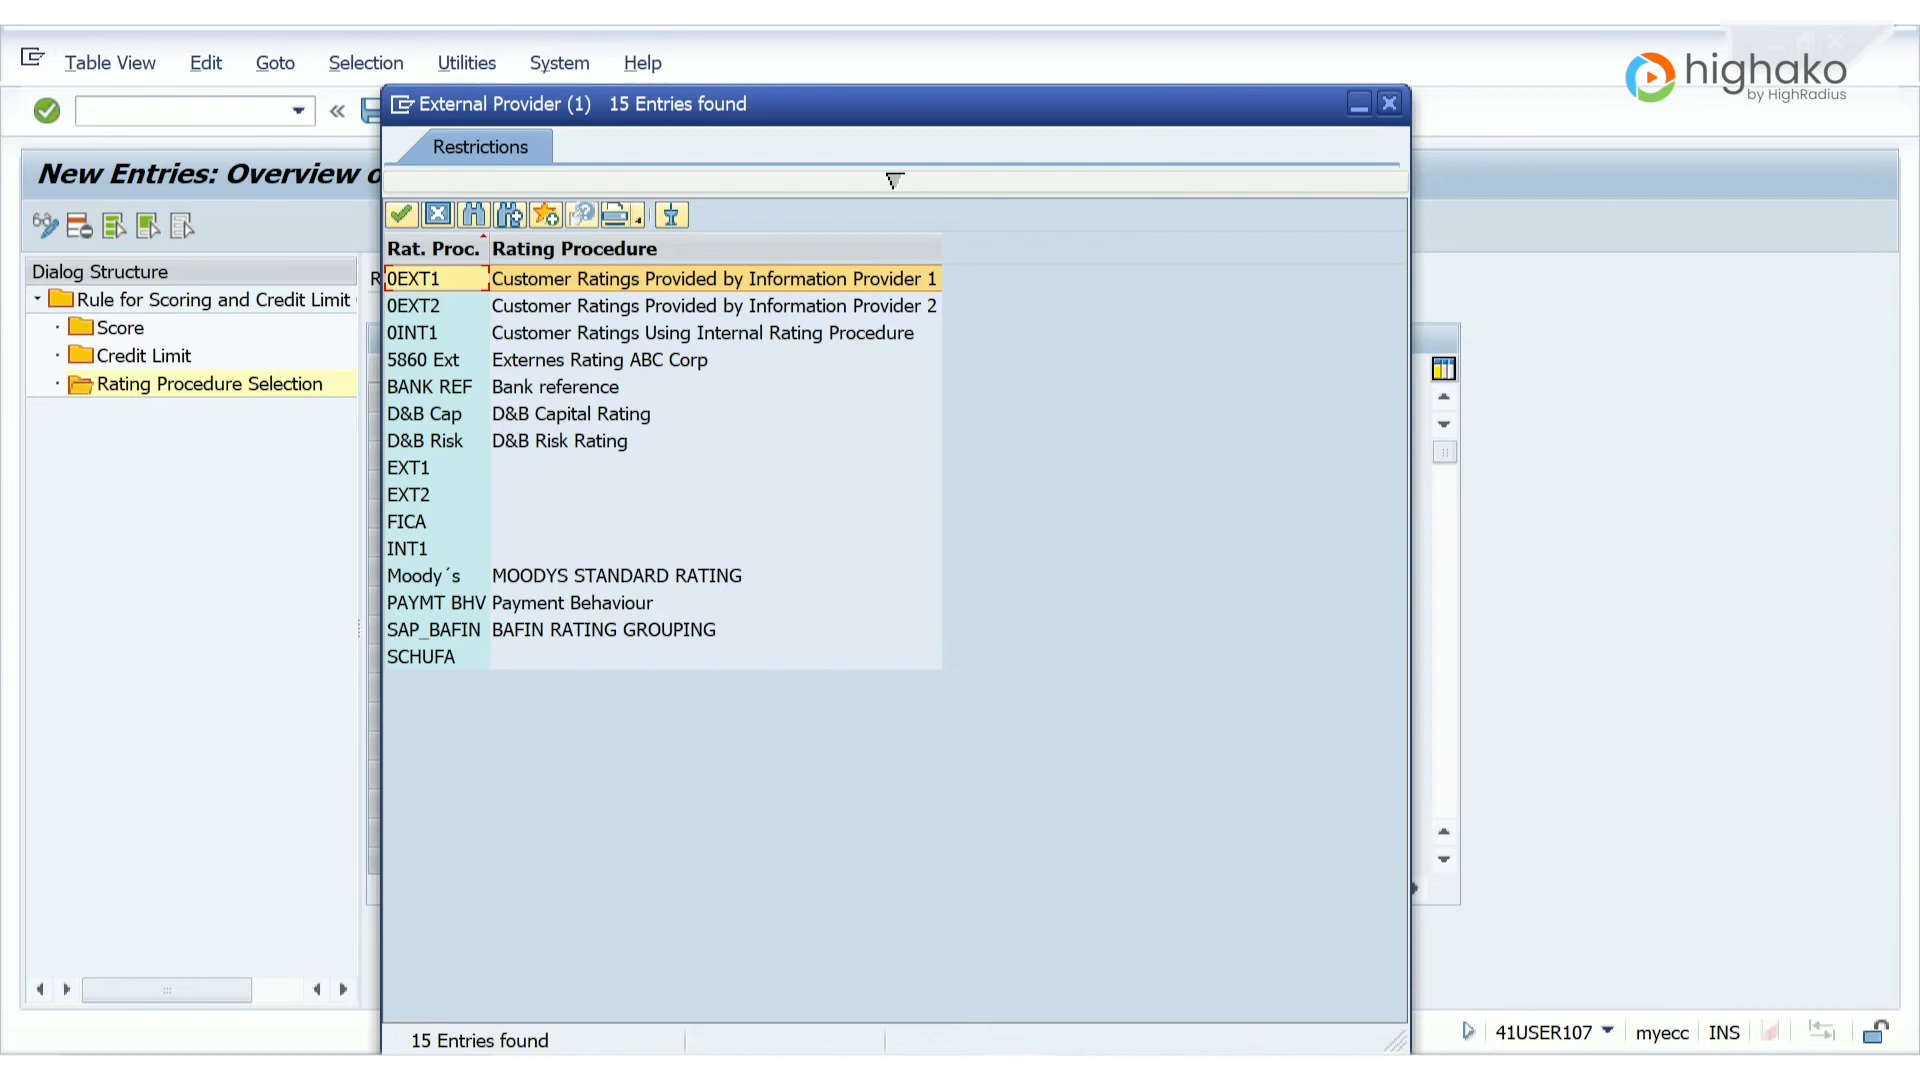 Table View Edit Goto Selection Utilities System Help
highako
by HighRadius
External Provider (1) 15 Entries found
Restrictions
New Entries: Overview o
Rat. Proc. Rating Procedure
Dialog Structure
R
0EXT1 Customer Ratings Provided by Information Provider 1
Rule for Scoring and Credit Limit
0EXT2 Customer Ratings Provided by Information Provider 2
Score
0INT1 Customer Ratings Using Internal Rating Procedure
Credit Limit
5860 Ext Externes Rating ABC Corp
Rating Procedure Selection
BANK REF Bank reference
D&B Cap D&B Capital Rating
D&B Risk D&B Risk Rating
EXT1
EXT2
FICA
INT1
Moody´s MOODYS STANDARD RATING
PAYMT BHV Payment Behaviour
SAP_BAFIN BAFIN RATING GROUPING
SCHUFA
15 Entries found
41USER107 myecc INS